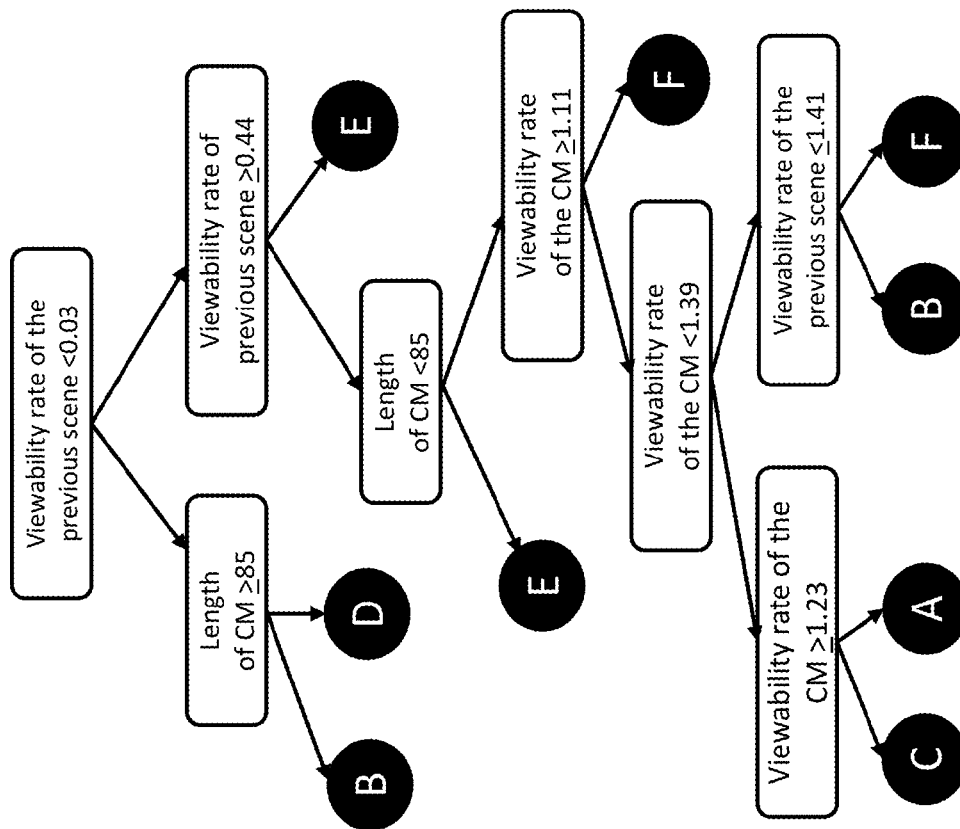 Viewability rate of the
previous scene <0.03
Length
of CM ≥85
Viewability rate of
previous scene ≥0.44
B
D
Length
of CM <85
E
E
Viewability rate
of the CM ≥1.11
Viewability rate
of the CM <1.39
F
Viewability rate of the
CM ≥1.23
Viewability rate of the
previous scene ≤1.41
C
A
B
F